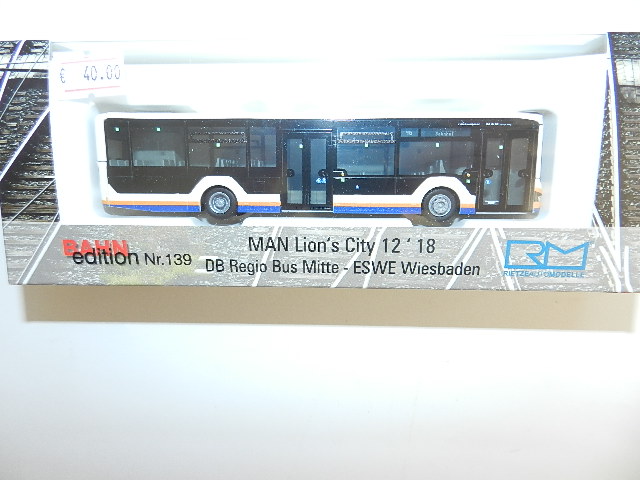 € 40.00
MAN Lion's City 12 ' 18
BAHN
edition Nr.139
DB Regio Bus Mitte - ESWE Wiesbaden
RM
RIETZE AUTOMODELLE